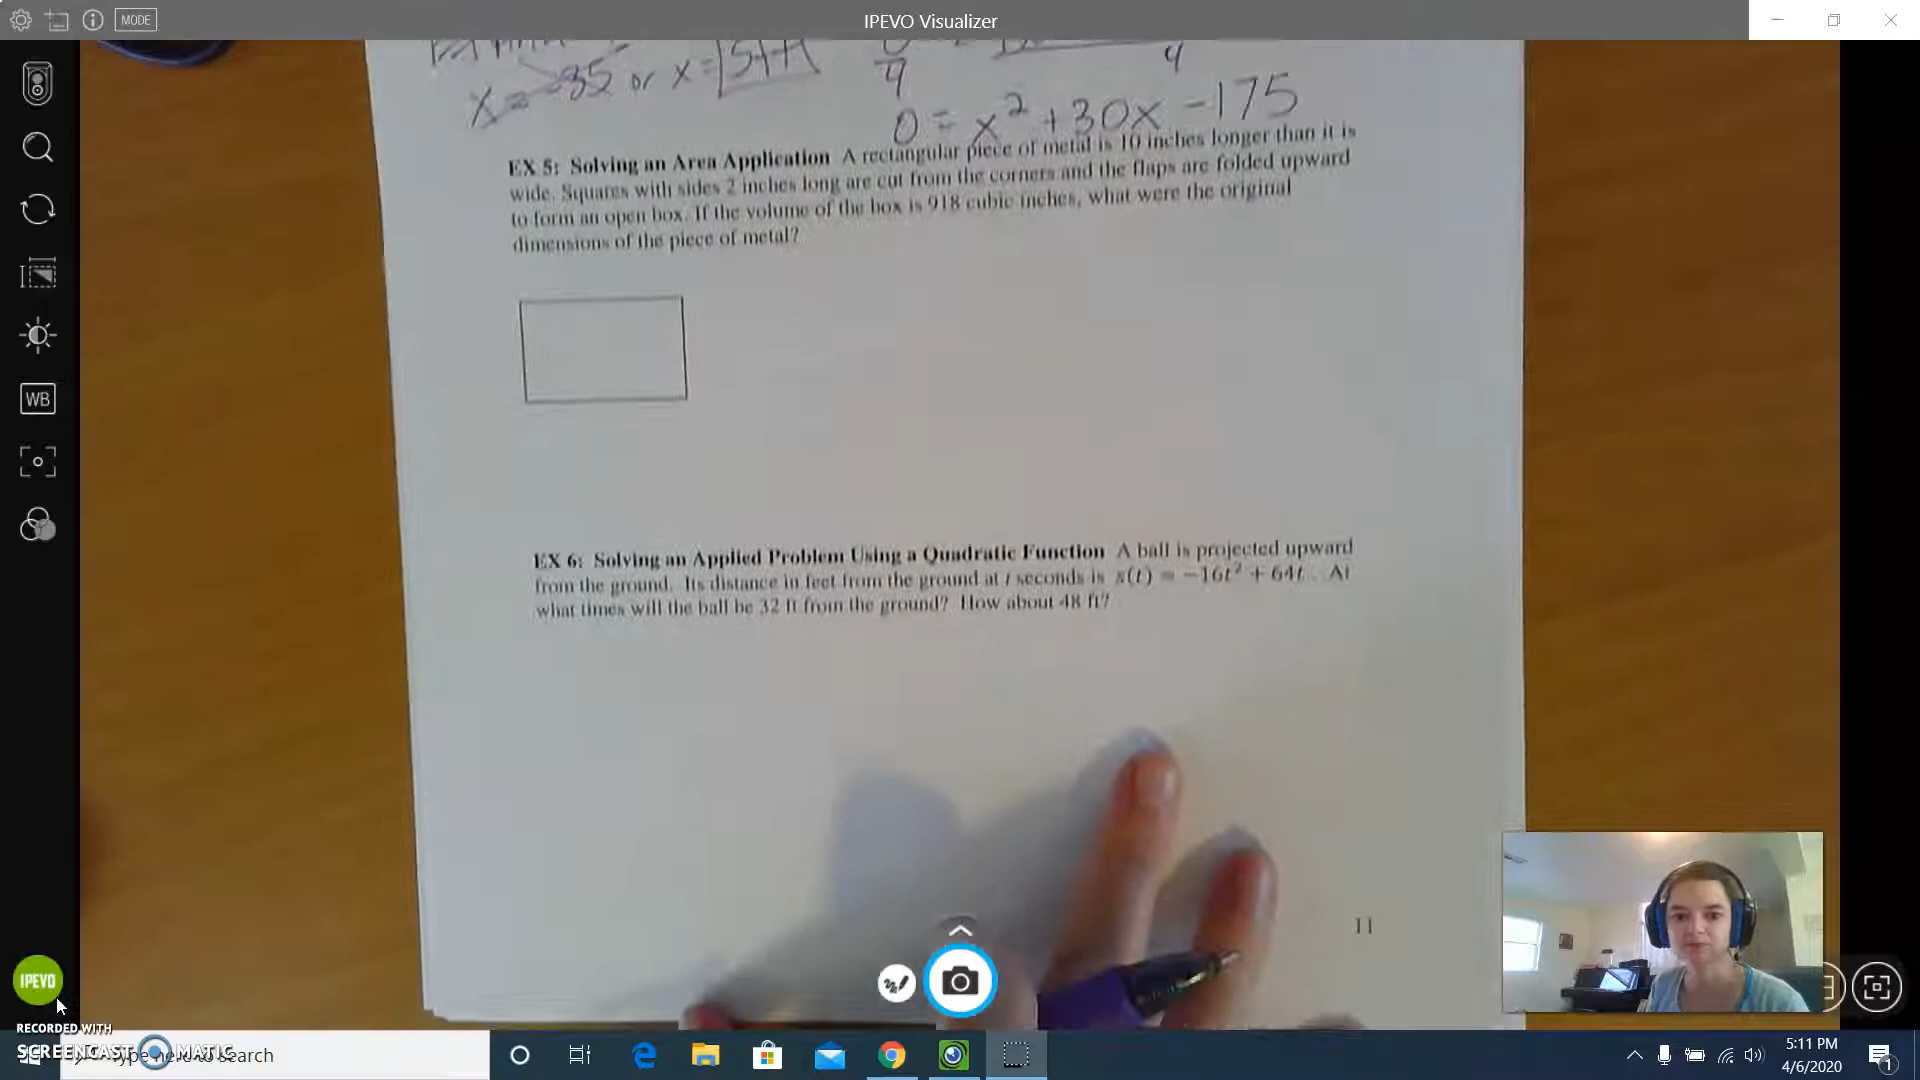 MODE
IPEVO Visualizer
x = -35 or x = 5ft
9
4
0 = x² + 30x - 175
EX 5: Solving an Area Application A rectangular piece of metal is 10 inches longer than it is
wide. Squares with sides 2 inches long are cut from the corners and the flaps are folded upward
to form an open box. If the volume of the box is 918 cubic inches, what were the original
dimensions of the piece of metal?
WB
EX 6: Solving an Applied Problem Using a Quadratic Function A ball is projected upward
from the ground. Its distance in feet from the ground at t seconds is s(t) = -16t² + 64t. At
what times will the ball be 32 ft from the ground? How about 48 ft?
11
IPEVO
RECORDED WITH
SCREENCAST MATIC
Type here to search
5:11 PM
4/6/2020
1